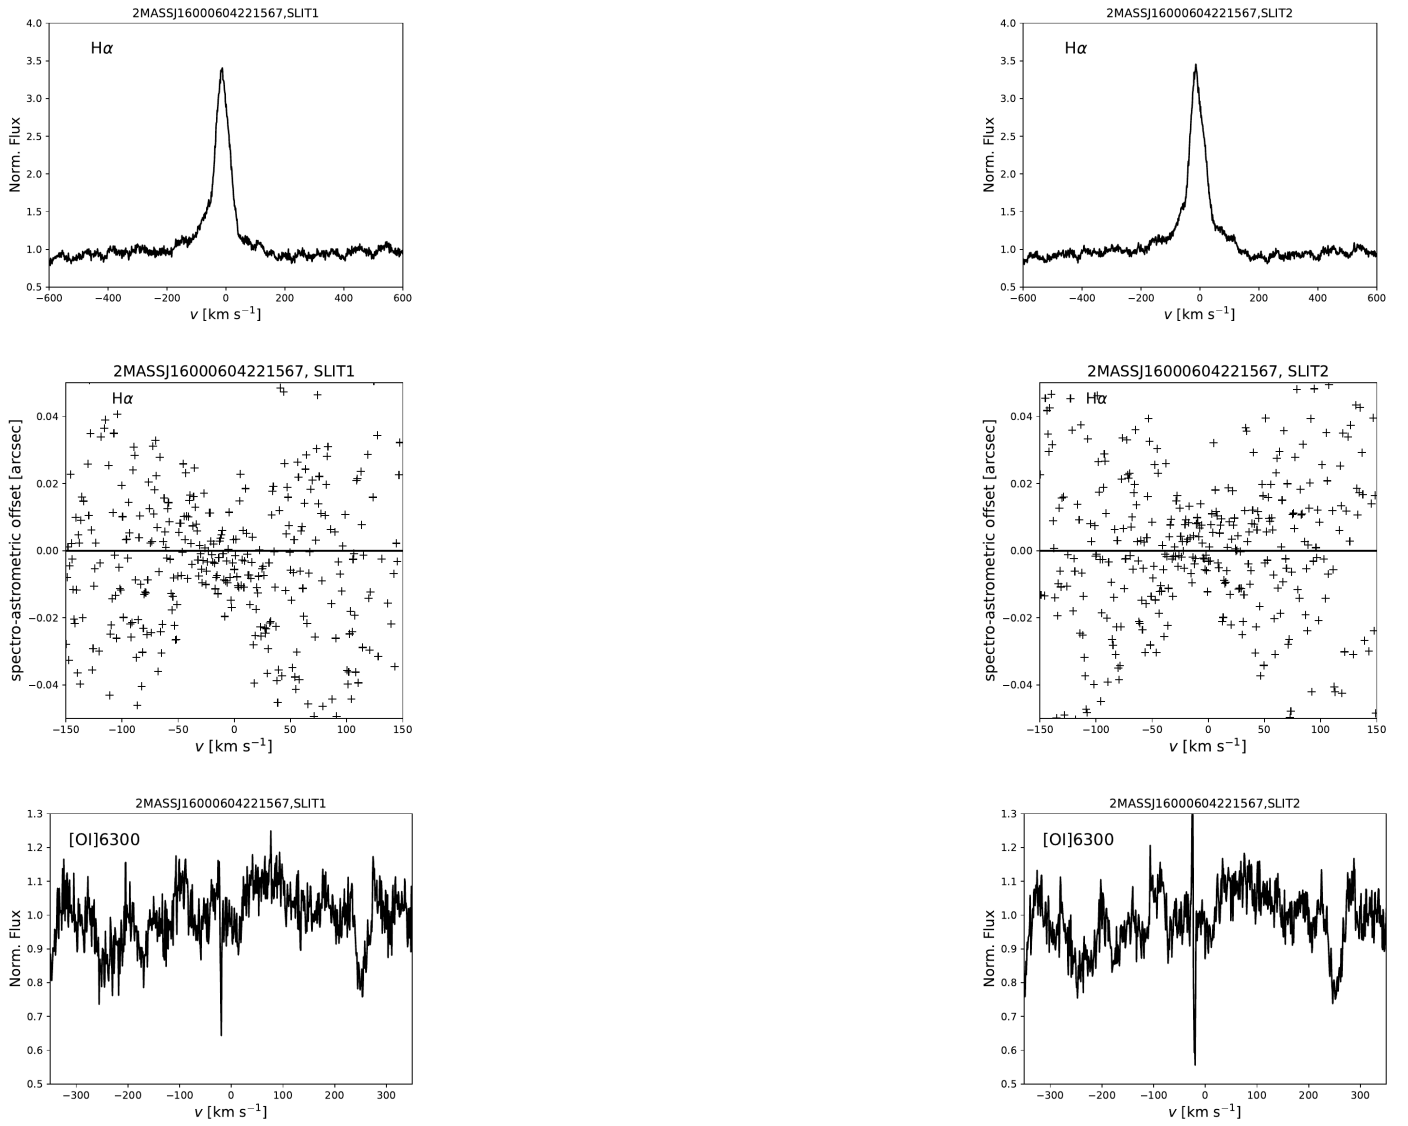 2MASSJ16000604221567,SLIT1
Hα
4.0
3.5
3.0
2.5
2.0
1.5
1.0
0.5
Norm. Flux
−600 −400 −200 0 200 400 600
v [km s⁻¹]
2MASSJ16000604221567,SLIT2
Hα
4.0
3.5
3.0
2.5
2.0
1.5
1.0
0.5
Norm. Flux
−600 −400 −200 0 200 400 600
v [km s⁻¹]
2MASSJ16000604221567, SLIT1
Hα
0.04
0.02
0.00
−0.02
−0.04
spectro-astrometric offset [arcsec]
−150 −100 −50 0 50 100 150
v [km s⁻¹]
2MASSJ16000604221567, SLIT2
Hα
0.04
0.02
0.00
−0.02
−0.04
spectro-astrometric offset [arcsec]
−150 −100 −50 0 50 100 150
v [km s⁻¹]
2MASSJ16000604221567,SLIT1
[OI]6300
1.3
1.2
1.1
1.0
0.9
0.8
0.7
0.6
0.5
Norm. Flux
−300 −200 −100 0 100 200 300
v [km s⁻¹]
2MASSJ16000604221567,SLIT2
[OI]6300
1.3
1.2
1.1
1.0
0.9
0.8
0.7
0.6
0.5
Norm. Flux
−300 −200 −100 0 100 200 300
v [km s⁻¹]